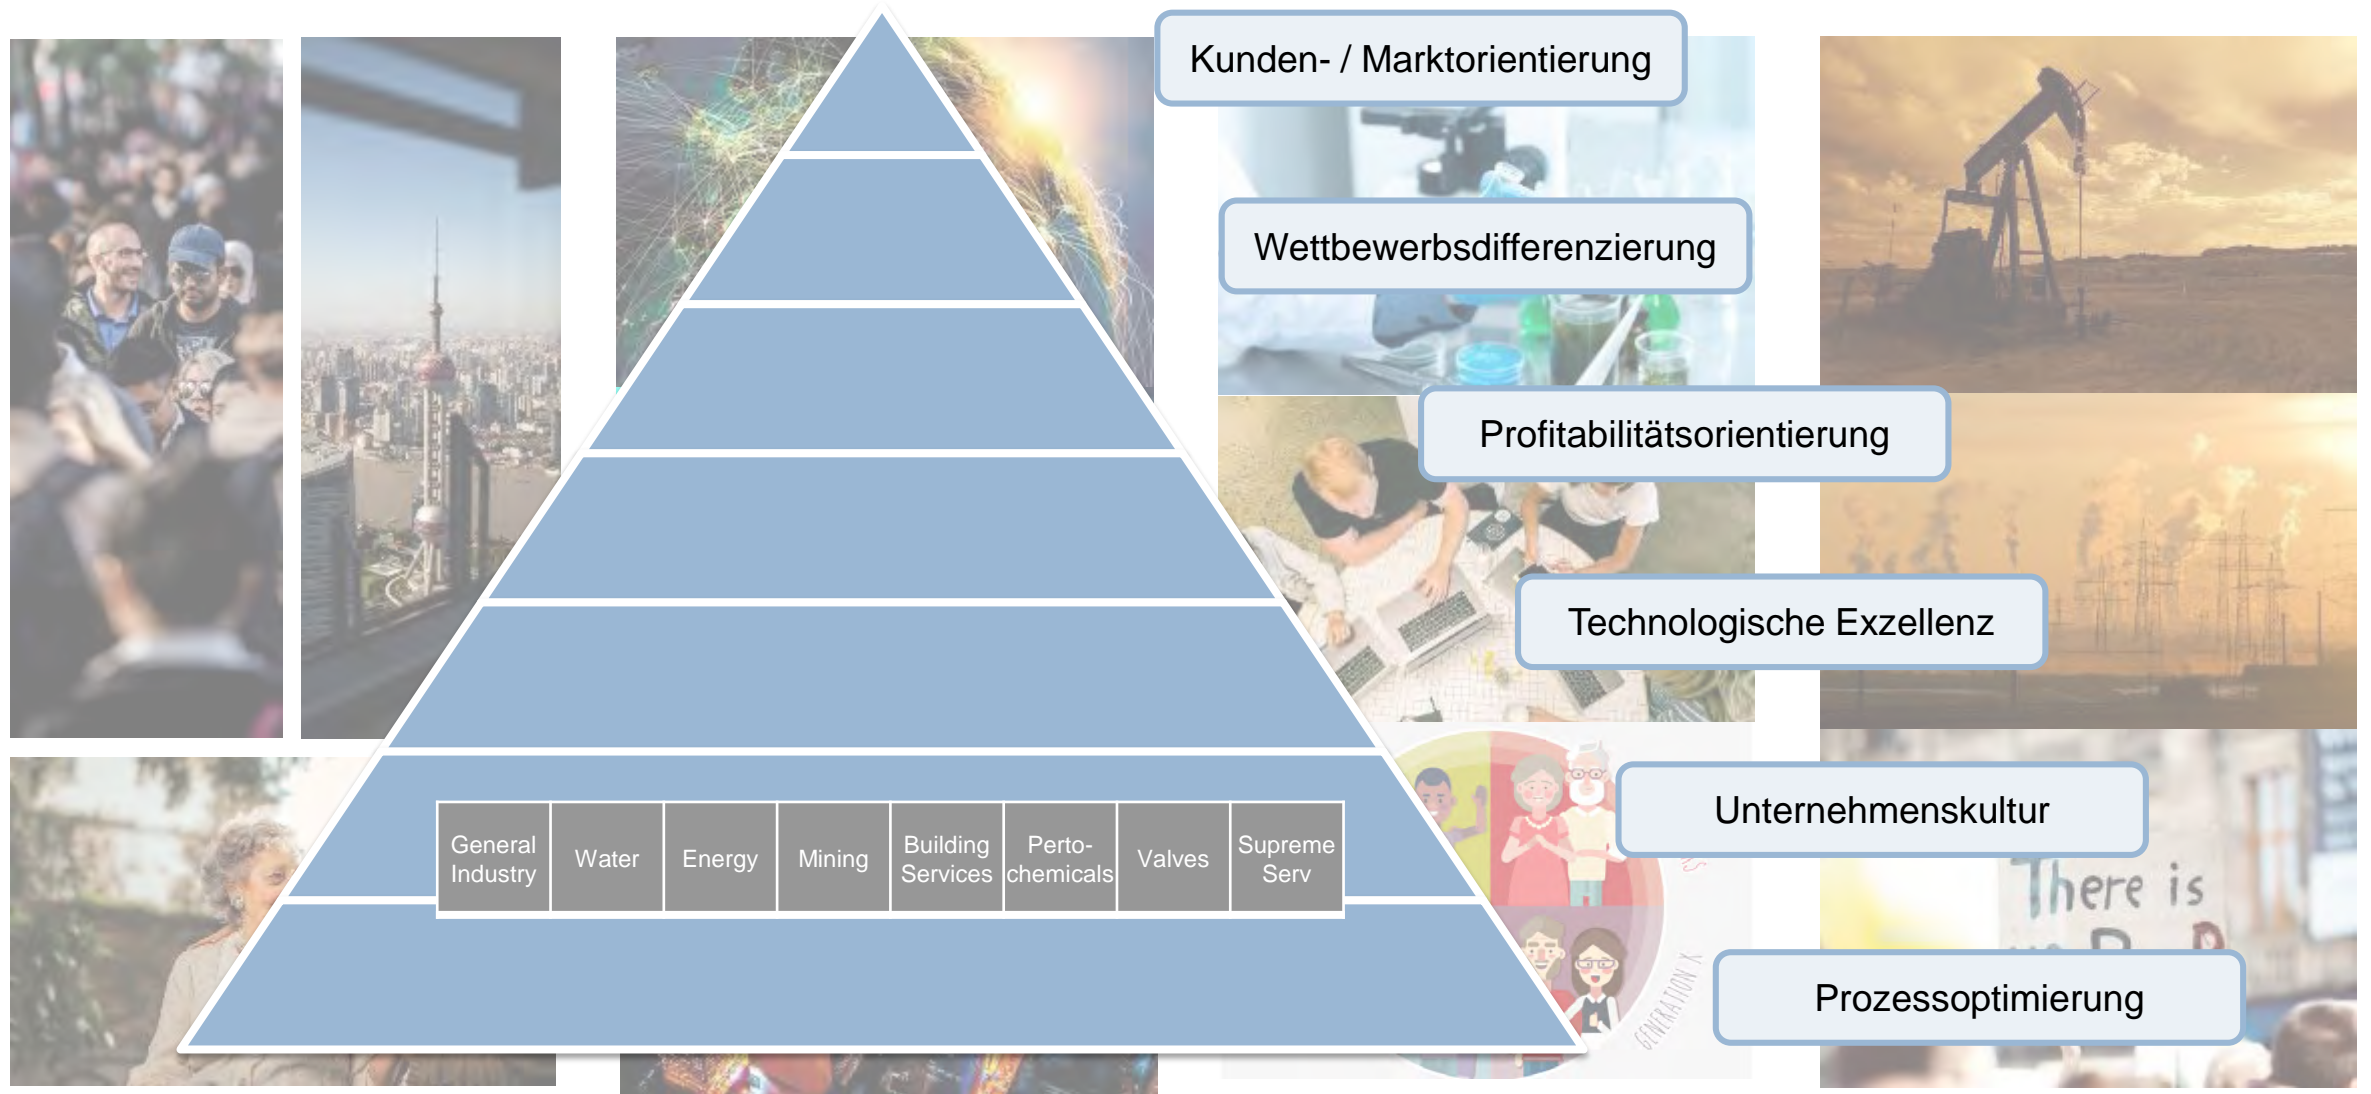 Kunden- / Marktorientierung
Wettbewerbsdifferenzierung
Profitabilitätsorientierung
Technologische Exzellenz
Unternehmenskultur
General
Industry
Water
Energy
Mining
Building
Services
Perto-
chemicals
Valves
Supreme
Serv
There is
GENERATION X
Prozessoptimierung